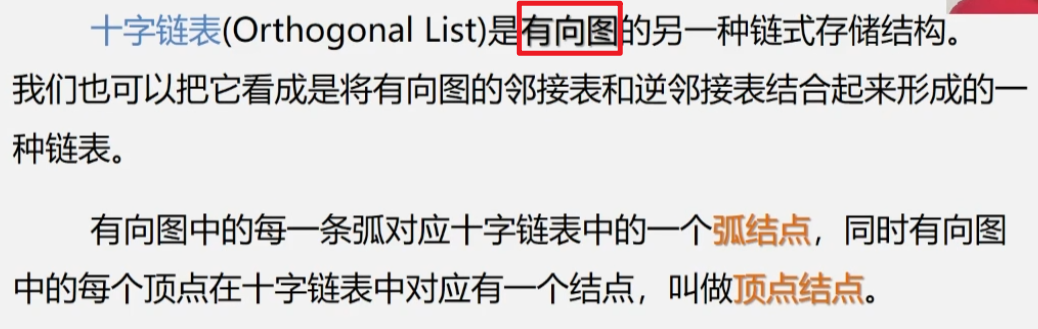 十字链表(Orthogonal List)是有向图的另一种链式存储结构。
我们也可以把它看成是将有向图的邻接表和逆邻接表结合起来形成的一
种链表。
有向图中的每一条弧对应十字链表中的一个弧结点，同时有向图
中的每个顶点在十字链表中对应有一个结点，叫做顶点结点。